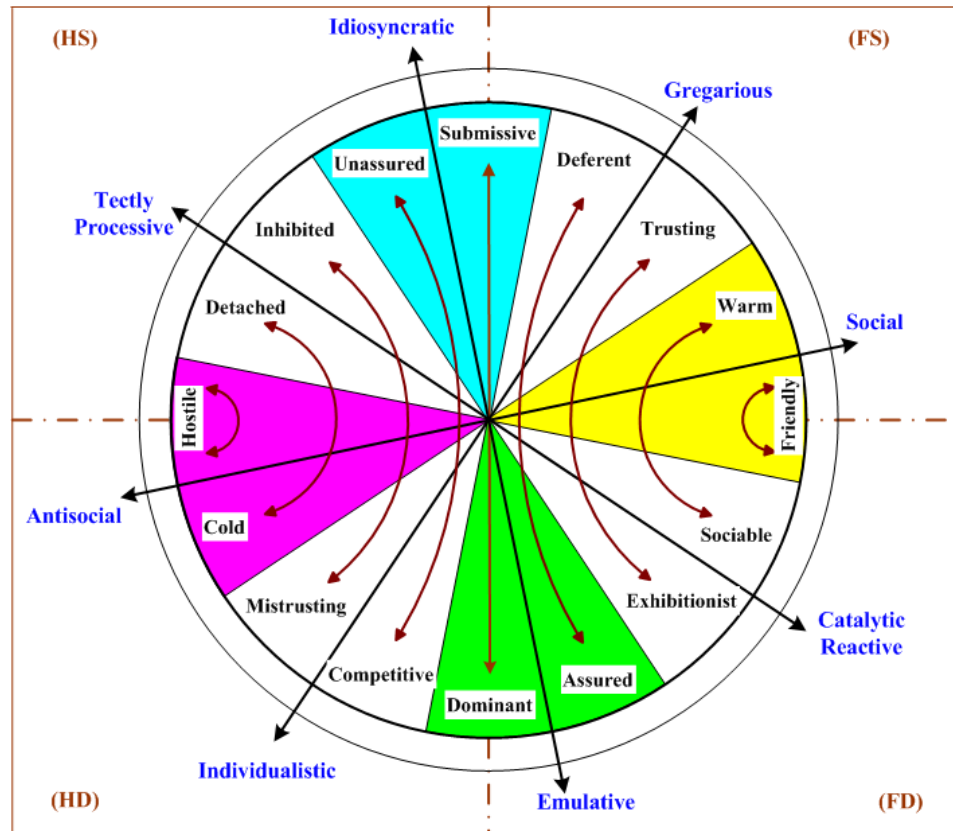 (HS)
Idiosyncratic
(FS)
Gregarious
Submissive
Unassured
Deferent
Tectly
Processive
Inhibited
Trusting
Detached
Warm
Social
Hostile
Friendly
Antisocial
Cold
Sociable
Mistrusting
Exhibitionist
Catalytic
Reactive
Competitive
Assured
Dominant
Individualistic
Emulative
(HD)
(FD)